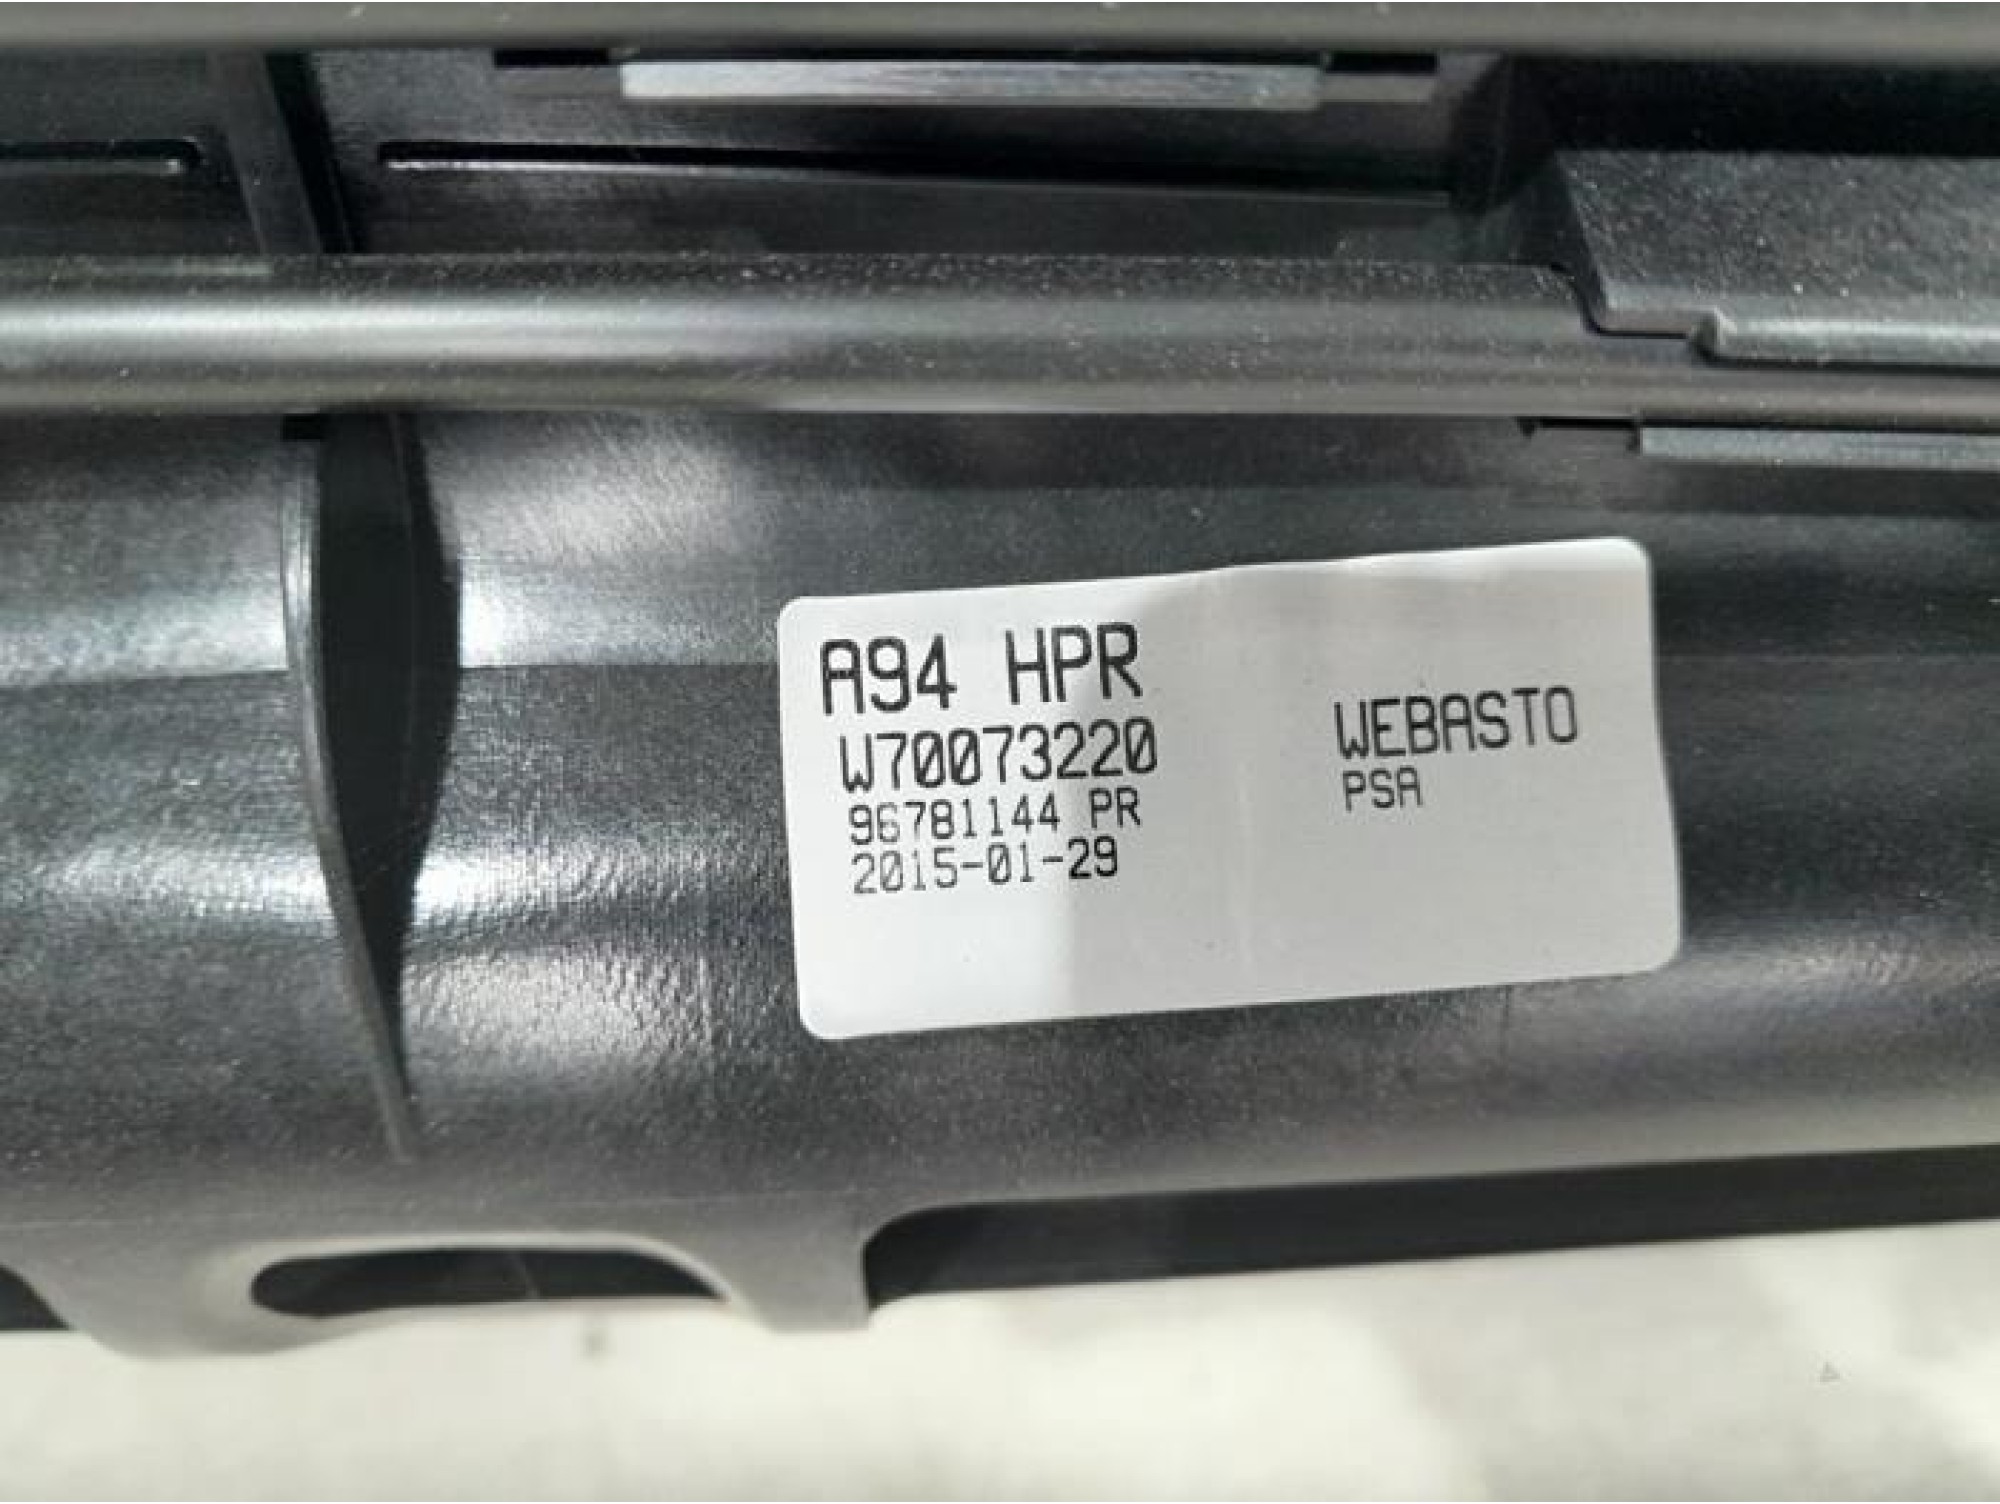 A94 HPR
W70073220
96781144 PR
2015-01-29
WEBASTO
PSA